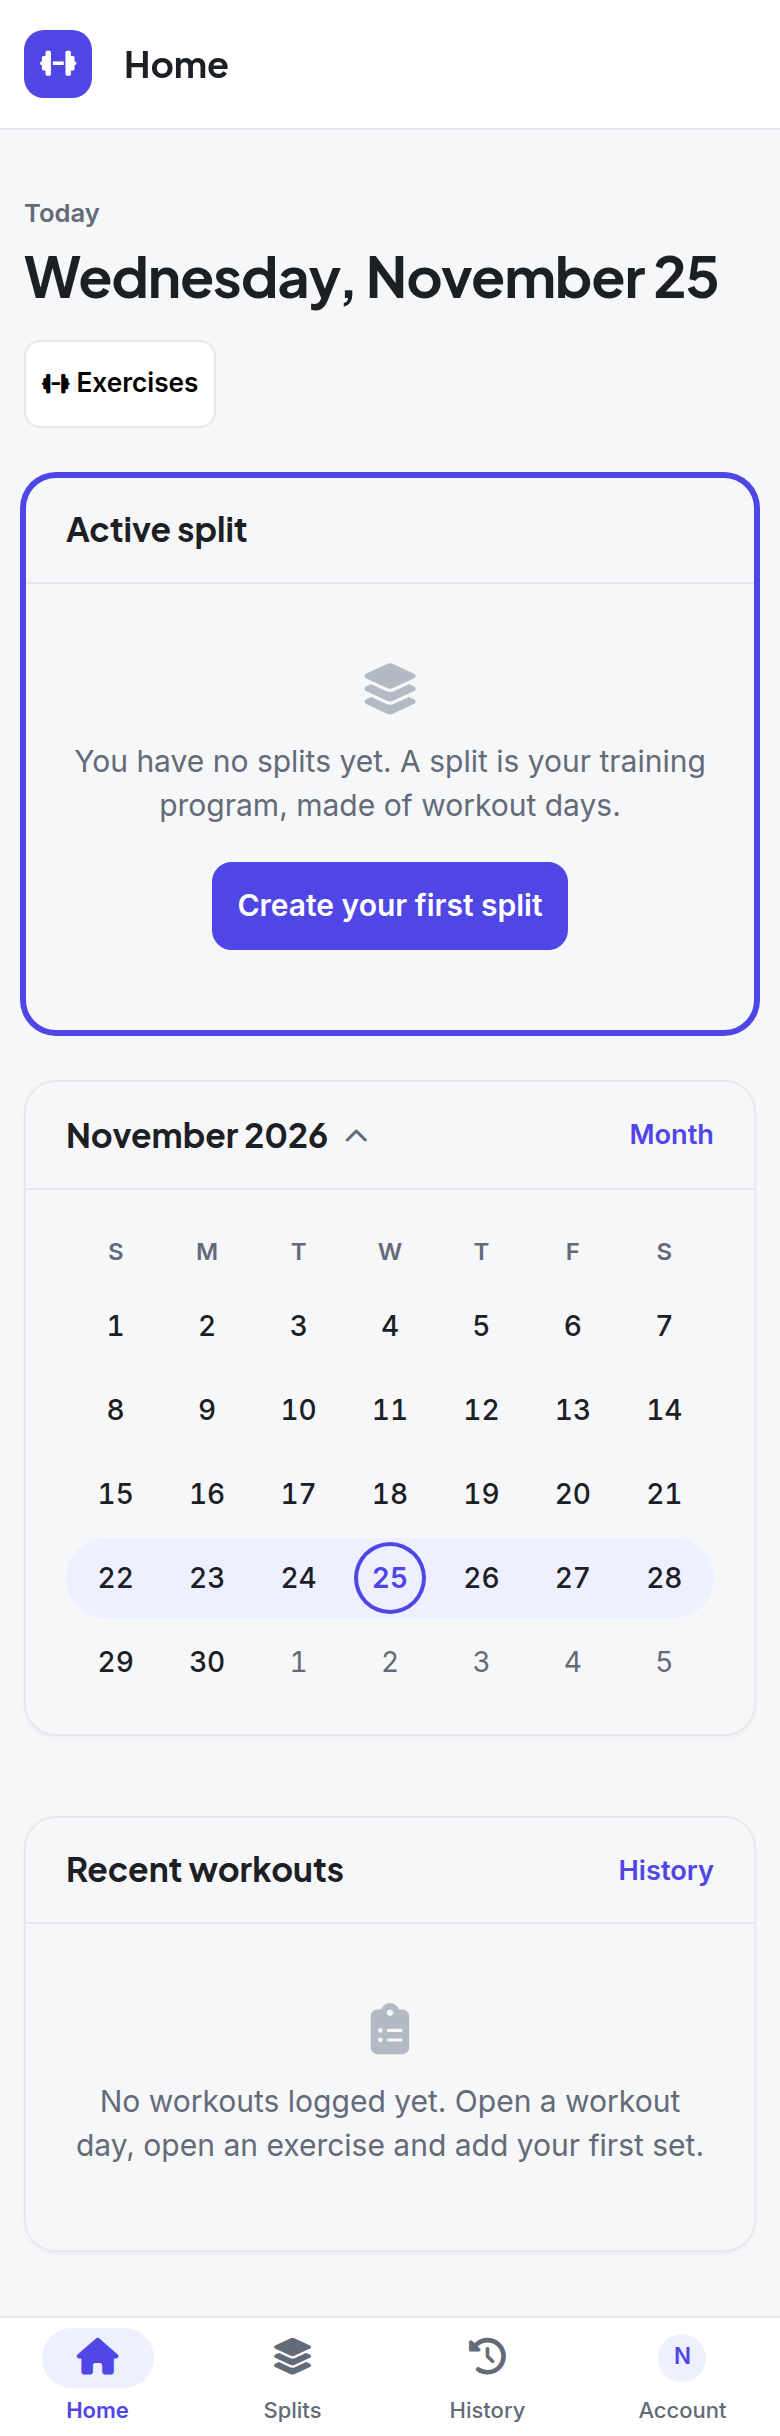 Home
Today
Wednesday, November 25
Exercises
Active split
You have no splits yet. A split is your training
program, made of workout days.
Create your first split
November 2026
Month
S M T W T F S
1 2 3 4 5 6 7
8 9 10 11 12 13 14
15 16 17 18 19 20 21
22 23 24 25 26 27 28
29 30 1 2 3 4 5
Recent workouts
History
No workouts logged yet. Open a workout
day, open an exercise and add your first set.
N
Home Splits History Account